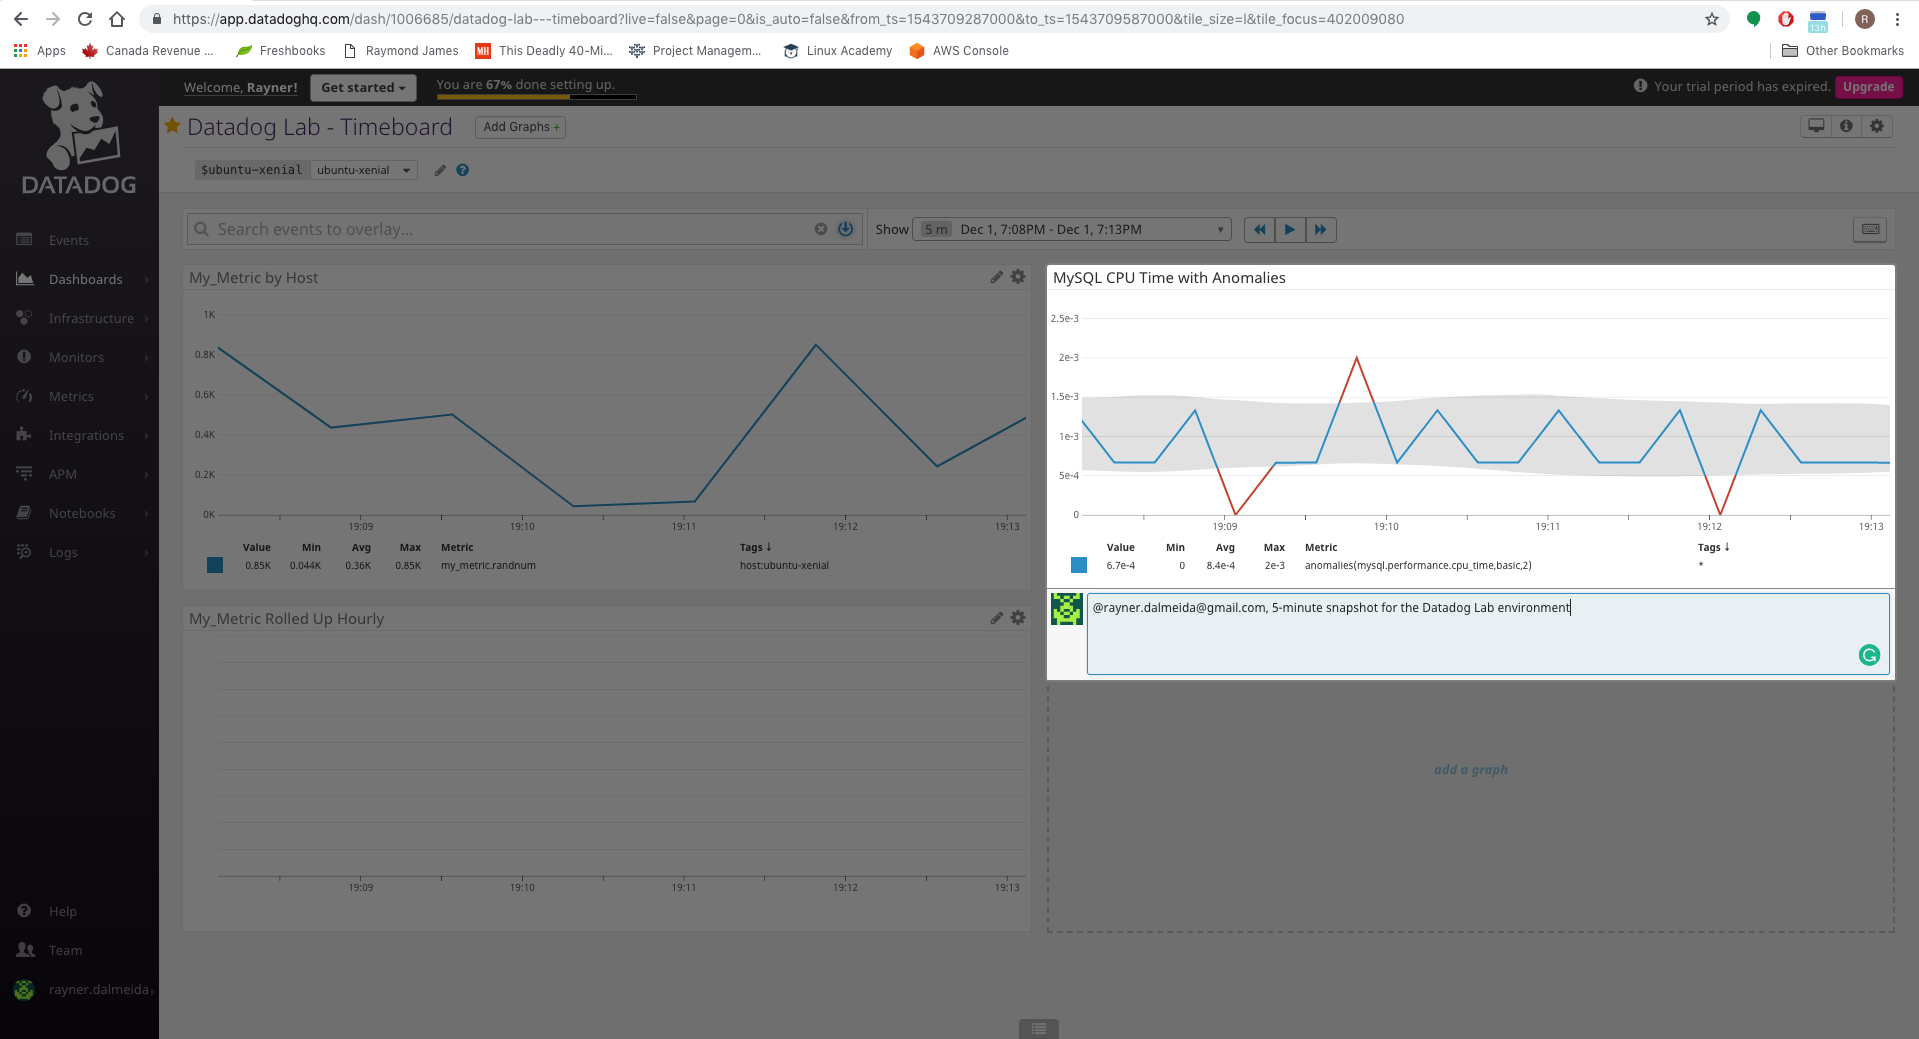 https://app.datadoghq.com/dash/1006685/datadog-lab---timeboard?live=false&page=0&is_auto=false&from_ts=1543709287000&to_ts=1543709587000&tile_size=l&tile_focus=402009080
13h
R
Apps
Canada Revenue ...
Freshbooks
Raymond James
MH
This Deadly 40-Mi...
Project Managem...
Linux Academy
AWS Console
Other Bookmarks
DATADOG
Events
Dashboards
Infrastructure
Monitors
Metrics
Integrations
APM
Notebooks
Logs
Help
Team
rayner.dalmeida
Welcome, Rayner!
Get started
You are 67% done setting up.
Your trial period has expired.
Upgrade
Datadog Lab - Timeboard
Add Graphs +
$ubuntu-xenial
ubuntu-xenial
Search events to overlay...
Show
5 m
Dec 1, 7:08PM - Dec 1, 7:13PM
My_Metric by Host
1K
0.8K
0.6K
0.4K
0.2K
0K
19:09 19:10 19:11 19:12 19:13
Value Min Avg Max Metric Tags ↓
0.85K 0.044K 0.36K 0.85K my_metric.randnum host:ubuntu-xenial
MySQL CPU Time with Anomalies
2.5e-3
2e-3
1.5e-3
1e-3
5e-4
0
19:09 19:10 19:11 19:12 19:13
Value Min Avg Max Metric Tags ↓
6.7e-4 0 8.4e-4 2e-3 anomalies(mysql.performance.cpu_time,basic,2) *
@rayner.dalmeida@gmail.com, 5-minute snapshot for the Datadog Lab environment
My_Metric Rolled Up Hourly
19:09 19:10 19:11 19:12 19:13
add a graph